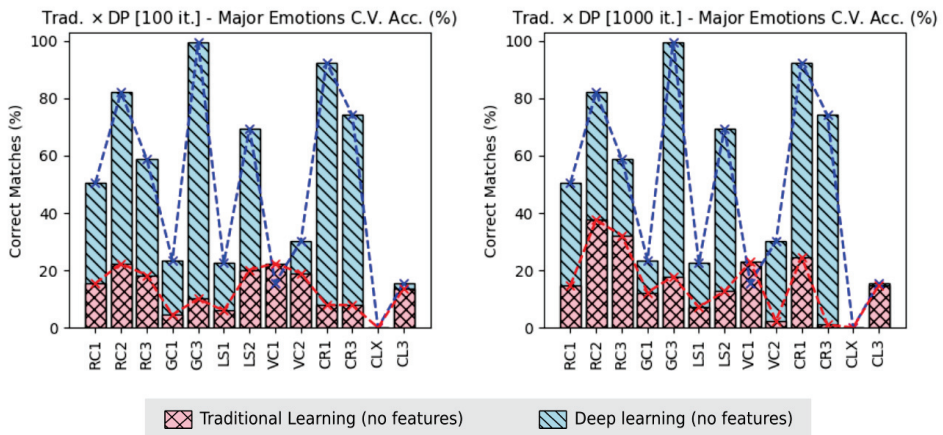 Trad. × DP [100 it.] - Major Emotions C.V. Acc. (%)
Correct Matches (%)
100
80
60
40
20
0
RC1 RC2 RC3 GC1 GC3 LS1 LS2 VC1 VC2 CR1 CR3 CLX CL3
Trad. × DP [1000 it.] - Major Emotions C.V. Acc. (%)
Correct Matches (%)
100
80
60
40
20
0
RC1 RC2 RC3 GC1 GC3 LS1 LS2 VC1 VC2 CR1 CR3 CLX CL3
Traditional Learning (no features)
Deep learning (no features)